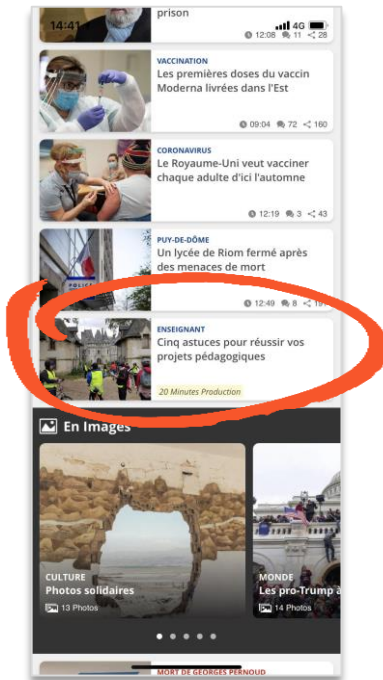 prison
14:41
4G
12:08 11 28
VACCINATION
Les premières doses du vaccin
Moderna livrées dans l'Est
09:04 72 160
CORONAVIRUS
Le Royaume-Uni veut vacciner
chaque adulte d'ici l'automne
12:19 3 43
PUY-DE-DÔME
Un lycée de Riom fermé après
des menaces de mort
POLICE
12:49 8
ENSEIGNANT
Cinq astuces pour réussir vos
projets pédagogiques
20 Minutes Production
En Images
CULTURE
Photos solidaires
13 Photos
MONDE
Les pro-Trump à
14 Photos
MORT DE GEORGES PERNOUD